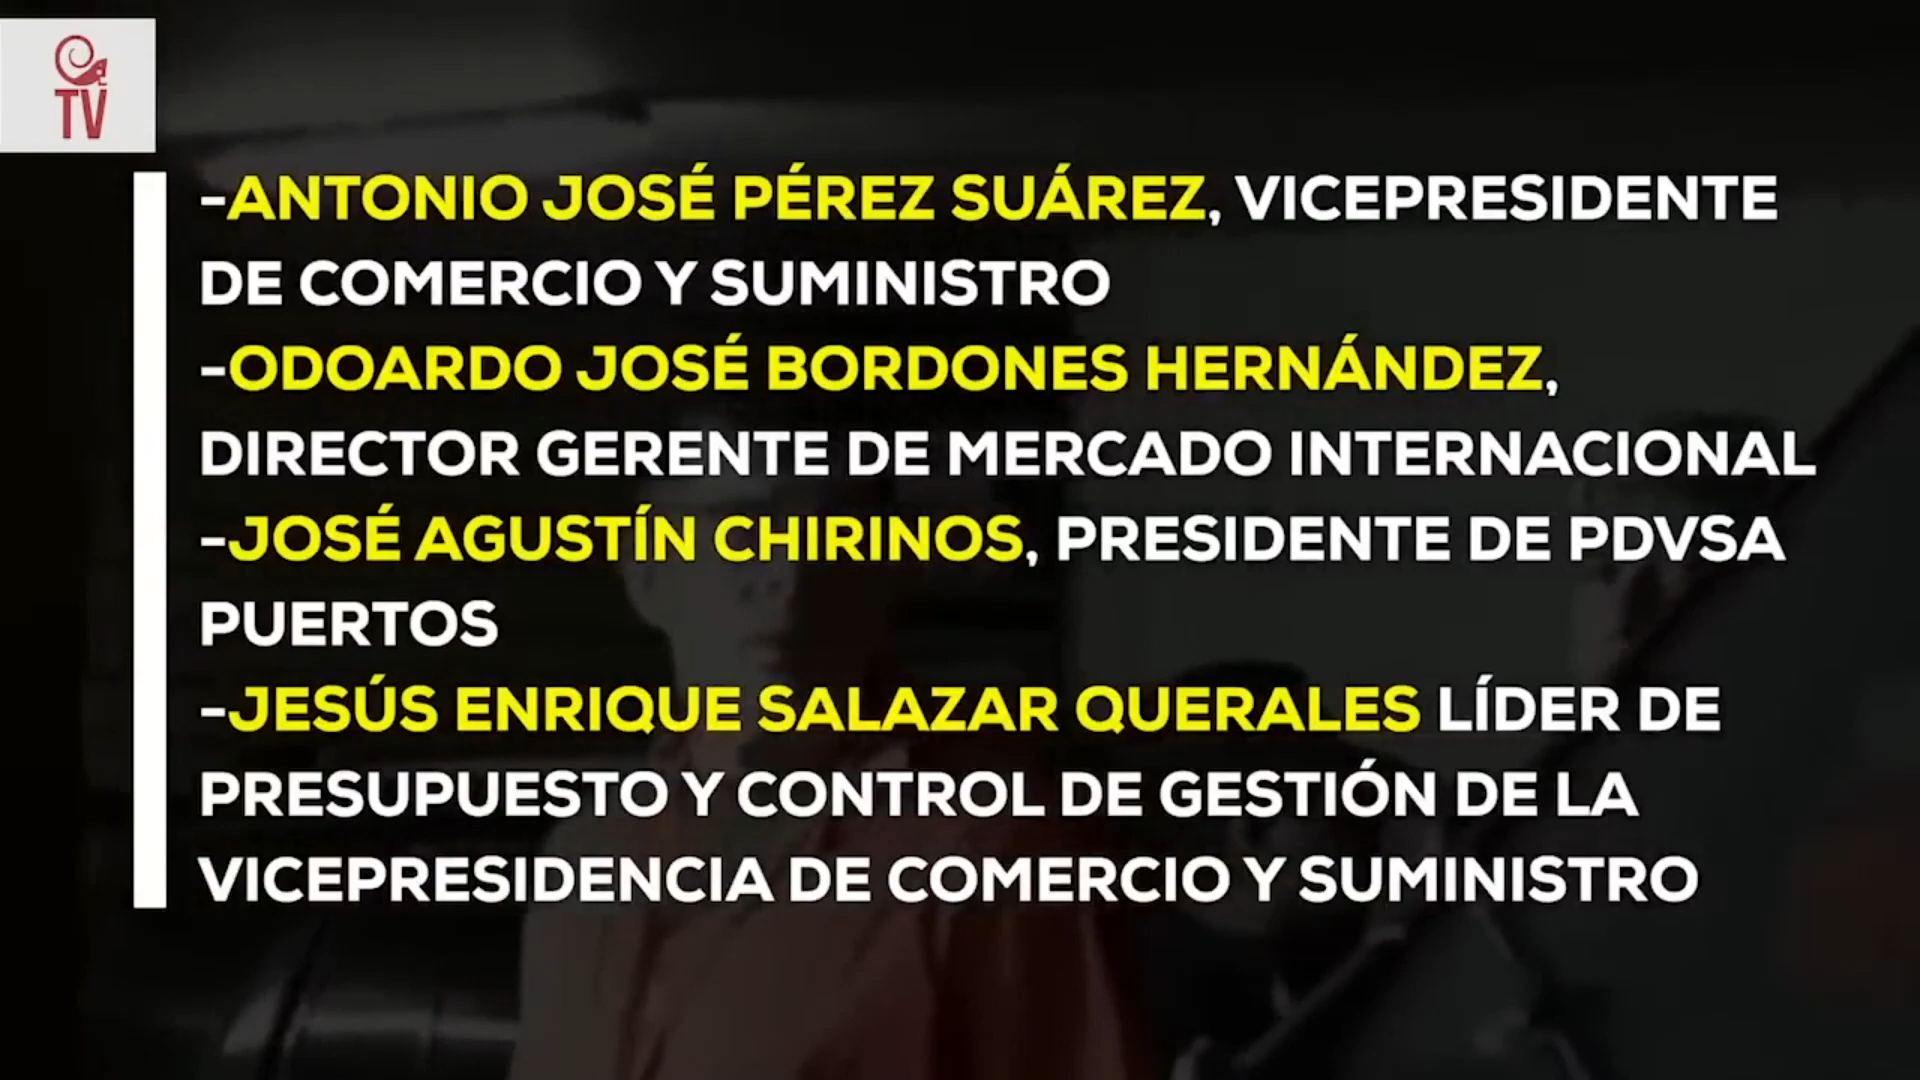 TV
-ANTONIO JOSÉ PÉREZ SUÁREZ, VICEPRESIDENTE
DE COMERCIO Y SUMINISTRO
-ODOARDO JOSÉ BORDONES HERNÁNDEZ,
DIRECTOR GERENTE DE MERCADO INTERNACIONAL
-JOSÉ AGUSTÍN CHIRINOS, PRESIDENTE DE PDVSA
PUERTOS
-JESÚS ENRIQUE SALAZAR QUERALES LÍDER DE
PRESUPUESTO Y CONTROL DE GESTIÓN DE LA
VICEPRESIDENCIA DE COMERCIO Y SUMINISTRO